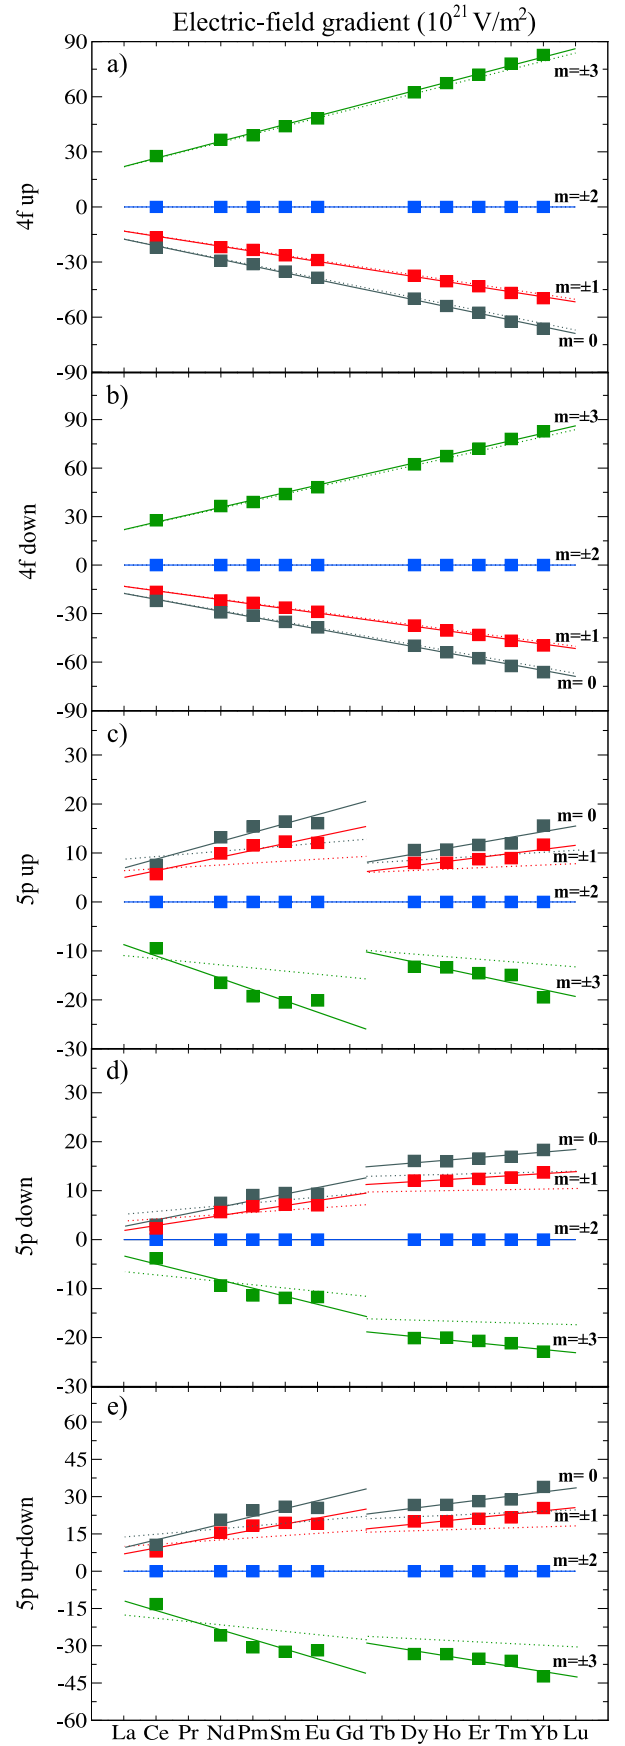 Electric-field gradient (10²¹ V/m²)
a)
90
60
30
0
-30
-60
-90
4f up
m=±3
m=±2
m=±1
m= 0
b)
90
60
30
0
-30
-60
-90
4f down
m=±3
m=±2
m=±1
m= 0
c)
30
20
10
0
-10
-20
-30
5p up
m= 0
m=±1
m=±2
m=±3
d)
30
20
10
0
-10
-20
-30
5p down
m= 0
m=±1
m=±2
m=±3
e)
60
45
30
15
0
-15
-30
-45
-60
5p up+down
m= 0
m=±1
m=±2
m=±3
La Ce Pr Nd Pm Sm Eu Gd Tb Dy Ho Er Tm Yb Lu